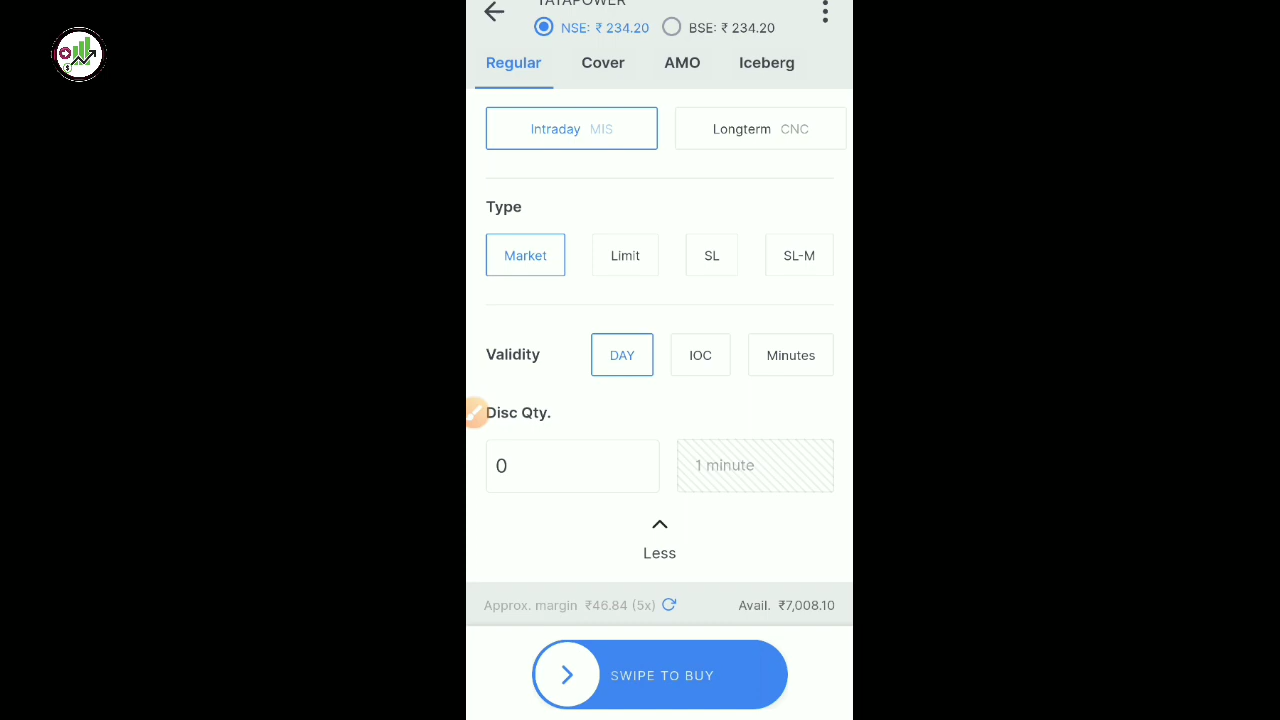 TATAPOWER
NSE: ₹ 234.20 BSE: ₹ 234.20
Regular Cover AMO Iceberg
Intraday MIS Longterm CNC
Type
Market Limit SL SL-M
Validity DAY IOC Minutes
Disc Qty.
0 1 minute
Less
Approx. margin ₹46.84 (5x) Avail. ₹7,008.10
SWIPE TO BUY